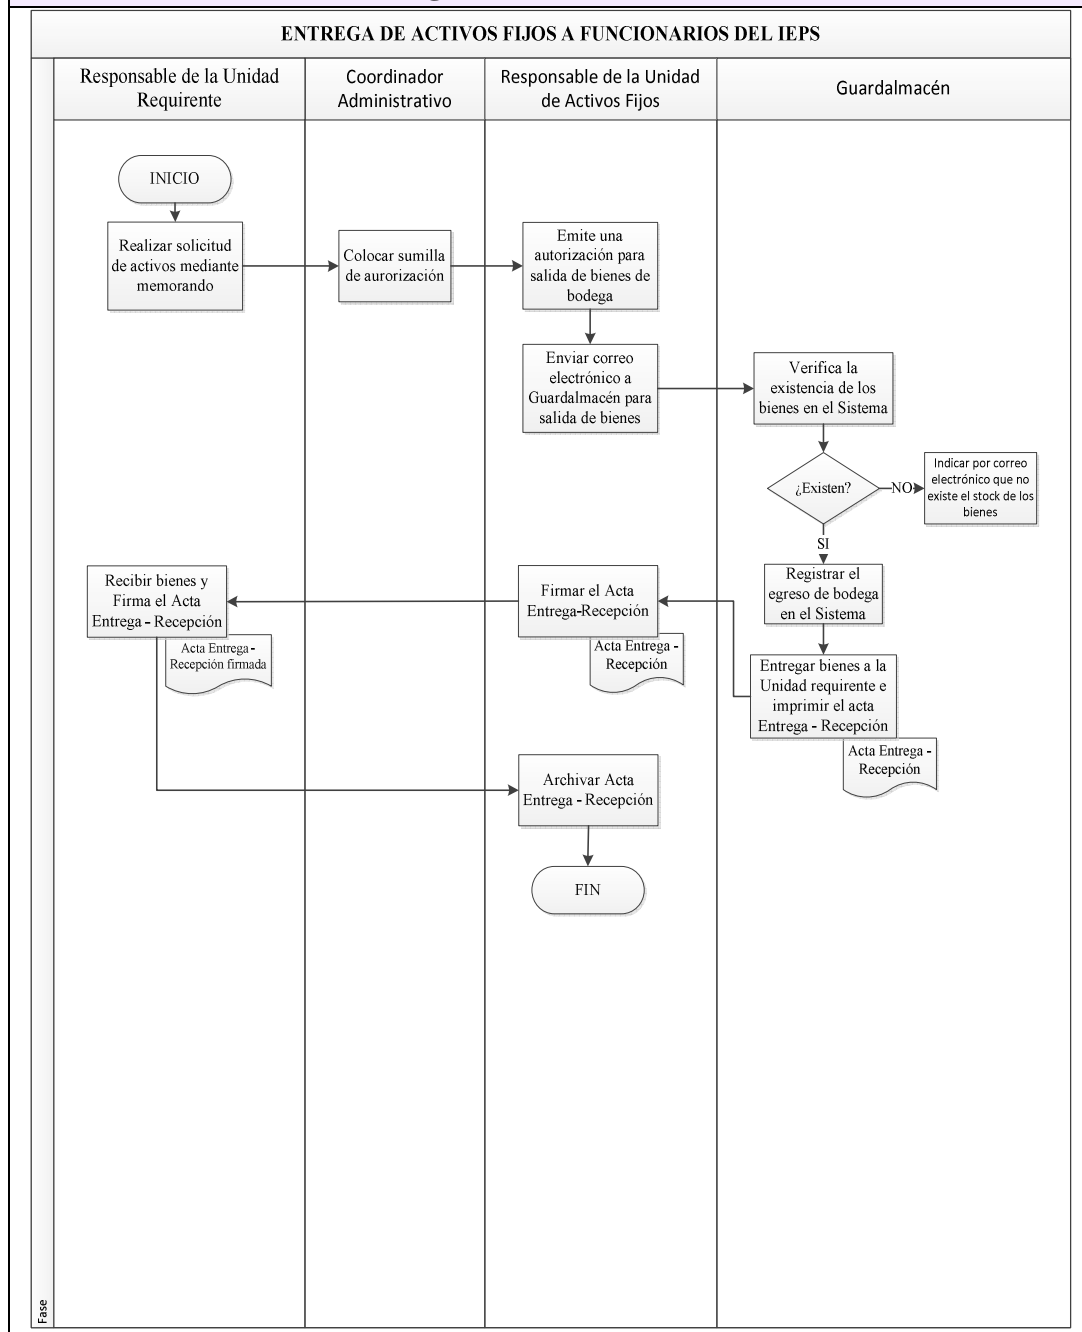 ENTREGA DE ACTIVOS FIJOS A FUNCIONARIOS DEL IEPS
Responsable de la Unidad
Requirente
Coordinador
Administrativo
Responsable de la Unidad
de Activos Fijos
Guardalmacén
INICIO
Realizar solicitud
de activos mediante
memorando
Colocar sumilla
de aurorización
Emite una
autorización para
salida de bienes de
bodega
Enviar correo
electrónico a
Guardalmacén para
salida de bienes
Verifica la
existencia de los
bienes en el Sistema
¿Existen?
NO
Indicar por correo
electrónico que no
existe el stock de los
bienes
SI
Registrar el
egreso de bodega
en el Sistema
Entregar bienes a la
Unidad requirente e
imprimir el acta
Entrega - Recepción
Acta Entrega -
Recepción
Firmar el Acta
Entrega-Recepción
Acta Entrega -
Recepción
Recibir bienes y
Firma el Acta
Entrega - Recepción
Acta Entrega -
Recepción firmada
Archivar Acta
Entrega - Recepción
FIN
Fase